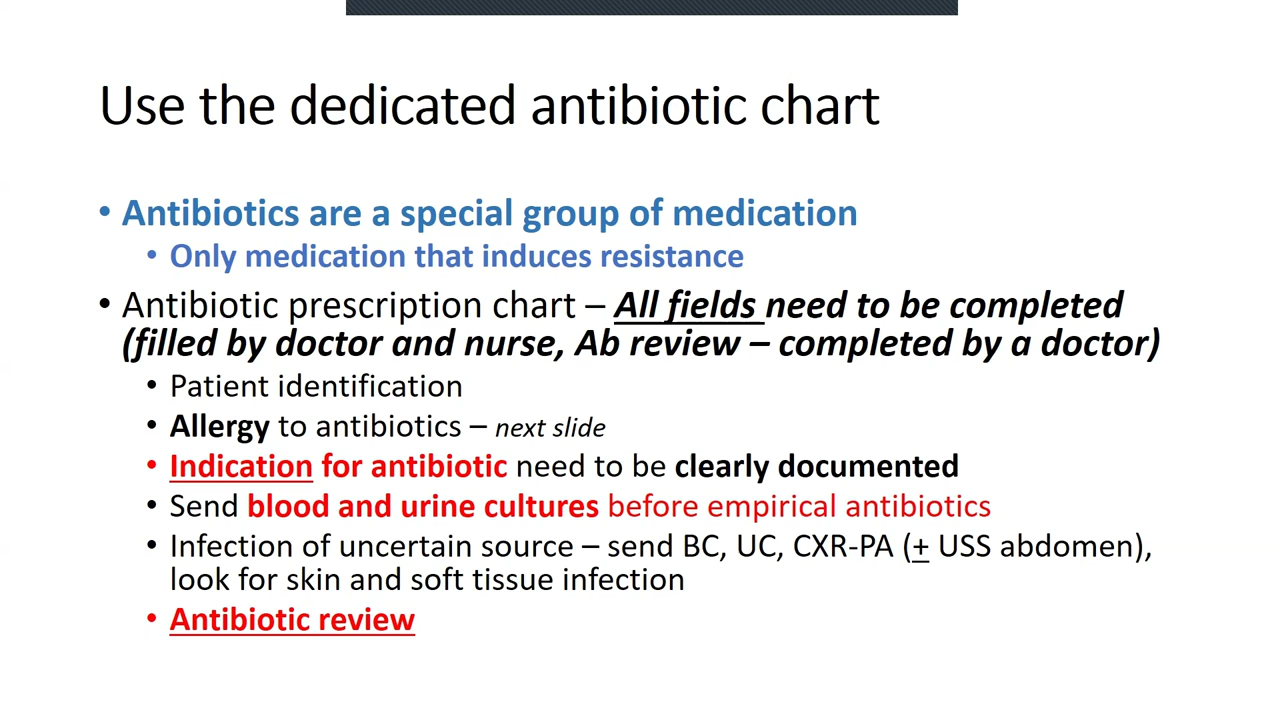 Use the dedicated antibiotic chart
• Antibiotics are a special group of medication
• Only medication that induces resistance
• Antibiotic prescription chart – All fields need to be completed
(filled by doctor and nurse, Ab review – completed by a doctor)
• Patient identification
• Allergy to antibiotics – next slide
• Indication for antibiotic need to be clearly documented
• Send blood and urine cultures before empirical antibiotics
• Infection of uncertain source – send BC, UC, CXR-PA (+ USS abdomen),
look for skin and soft tissue infection
• Antibiotic review